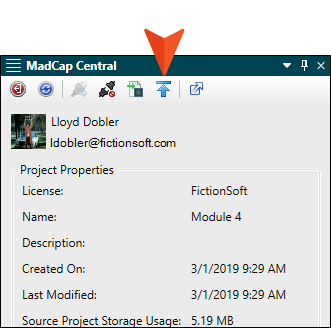 MadCap Central
Lloyd Dobler
ldobler@fictionsoft.com
Project Properties
License: FictionSoft
Name: Module 4
Description:
Created On: 3/1/2019 9:29 AM
Last Modified: 3/1/2019 9:29 AM
Source Project Storage Usage: 5.19 MB